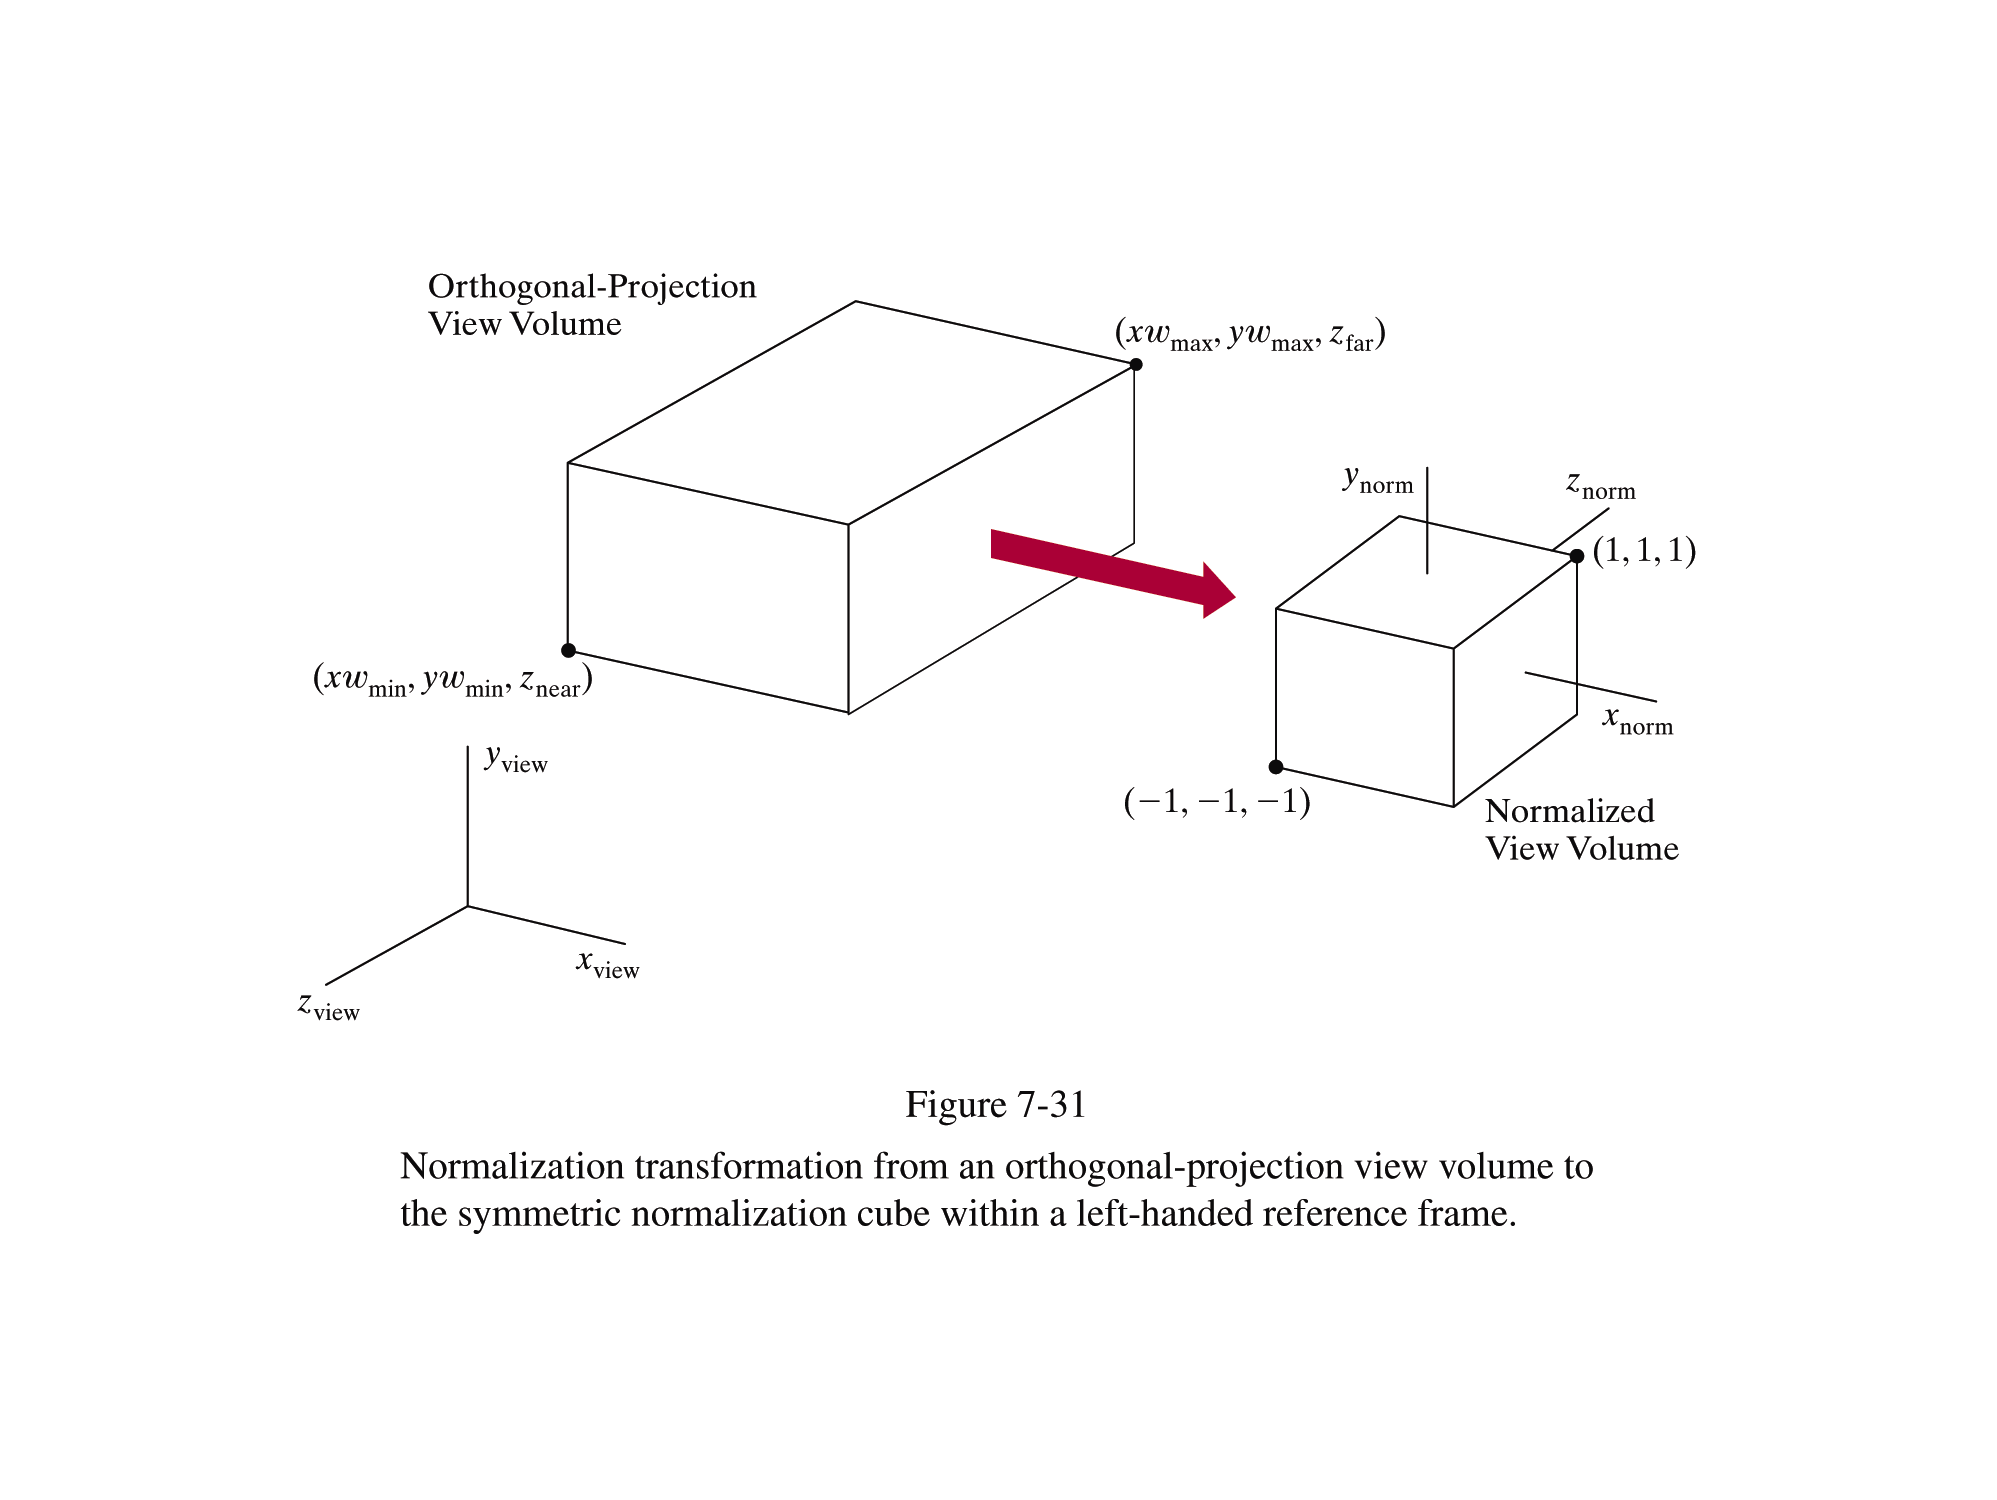 Orthogonal-Projection
View Volume
(xwmax, ywmax, zfar)
ynorm
znorm
(1, 1, 1)
(xwmin, ywmin, znear)
xnorm
yview
(−1, −1, −1)
Normalized
View Volume
xview
zview
Figure 7-31
Normalization transformation from an orthogonal-projection view volume to
the symmetric normalization cube within a left-handed reference frame.